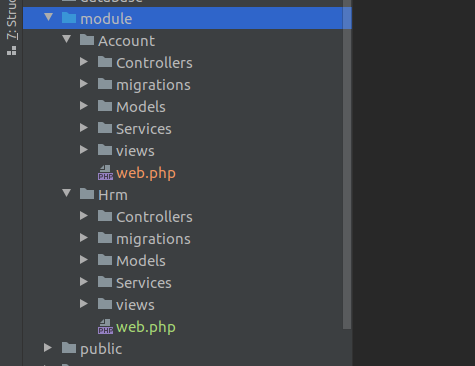 module
Account
Controllers
migrations
Models
Services
views
web.php
Hrm
Controllers
migrations
Models
Services
views
web.php
public
7: Struc
PHP
PHP